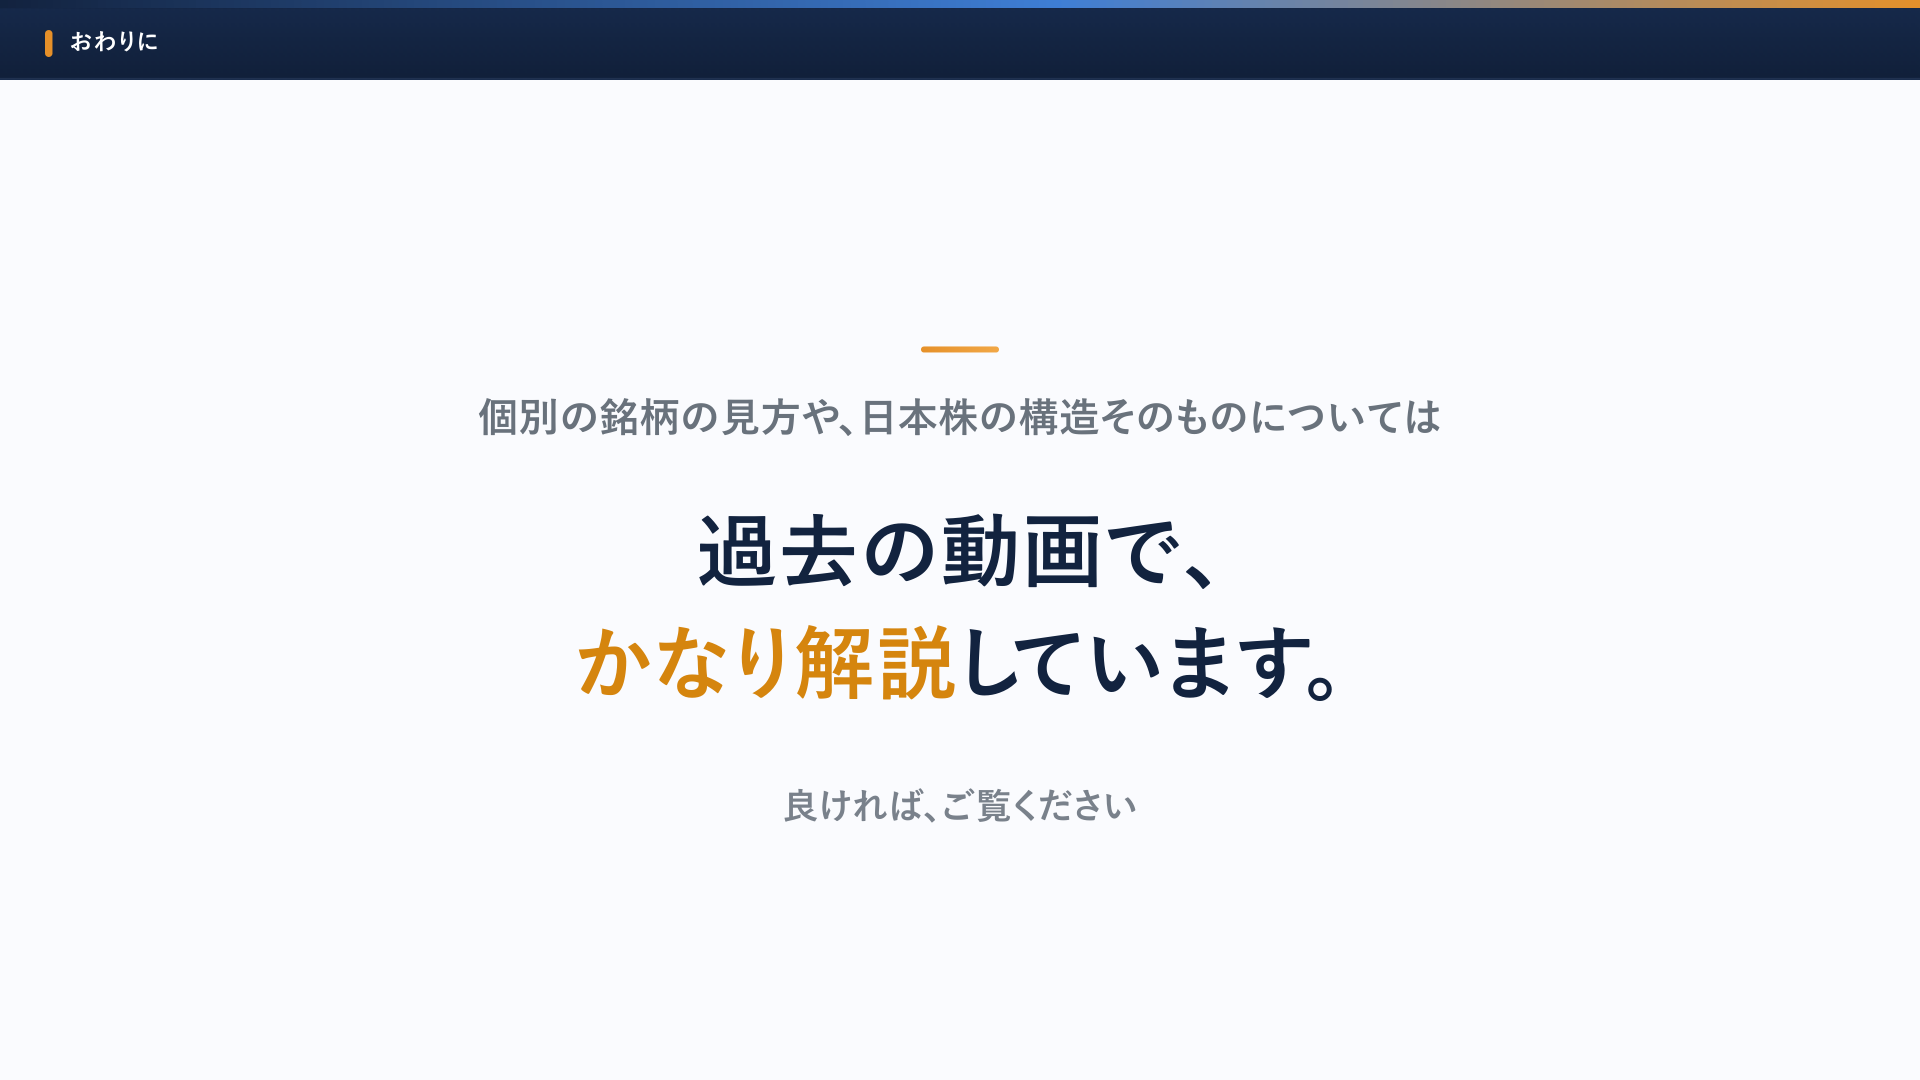 おわりに
個別の銘柄の見方や、日本株の構造そのものについては
過去の動画で、
かなり解説しています。
良ければ、ご覧ください